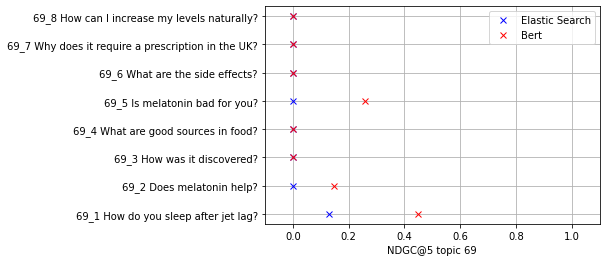 69_8 How can I increase my levels naturally?
69_7 Why does it require a prescription in the UK?
69_6 What are the side effects?
69_5 Is melatonin bad for you?
69_4 What are good sources in food?
69_3 How was it discovered?
69_2 Does melatonin help?
69_1 How do you sleep after jet lag?
Elastic Search
Bert
0.0 0.2 0.4 0.6 0.8 1.0
NDGC@5 topic 69